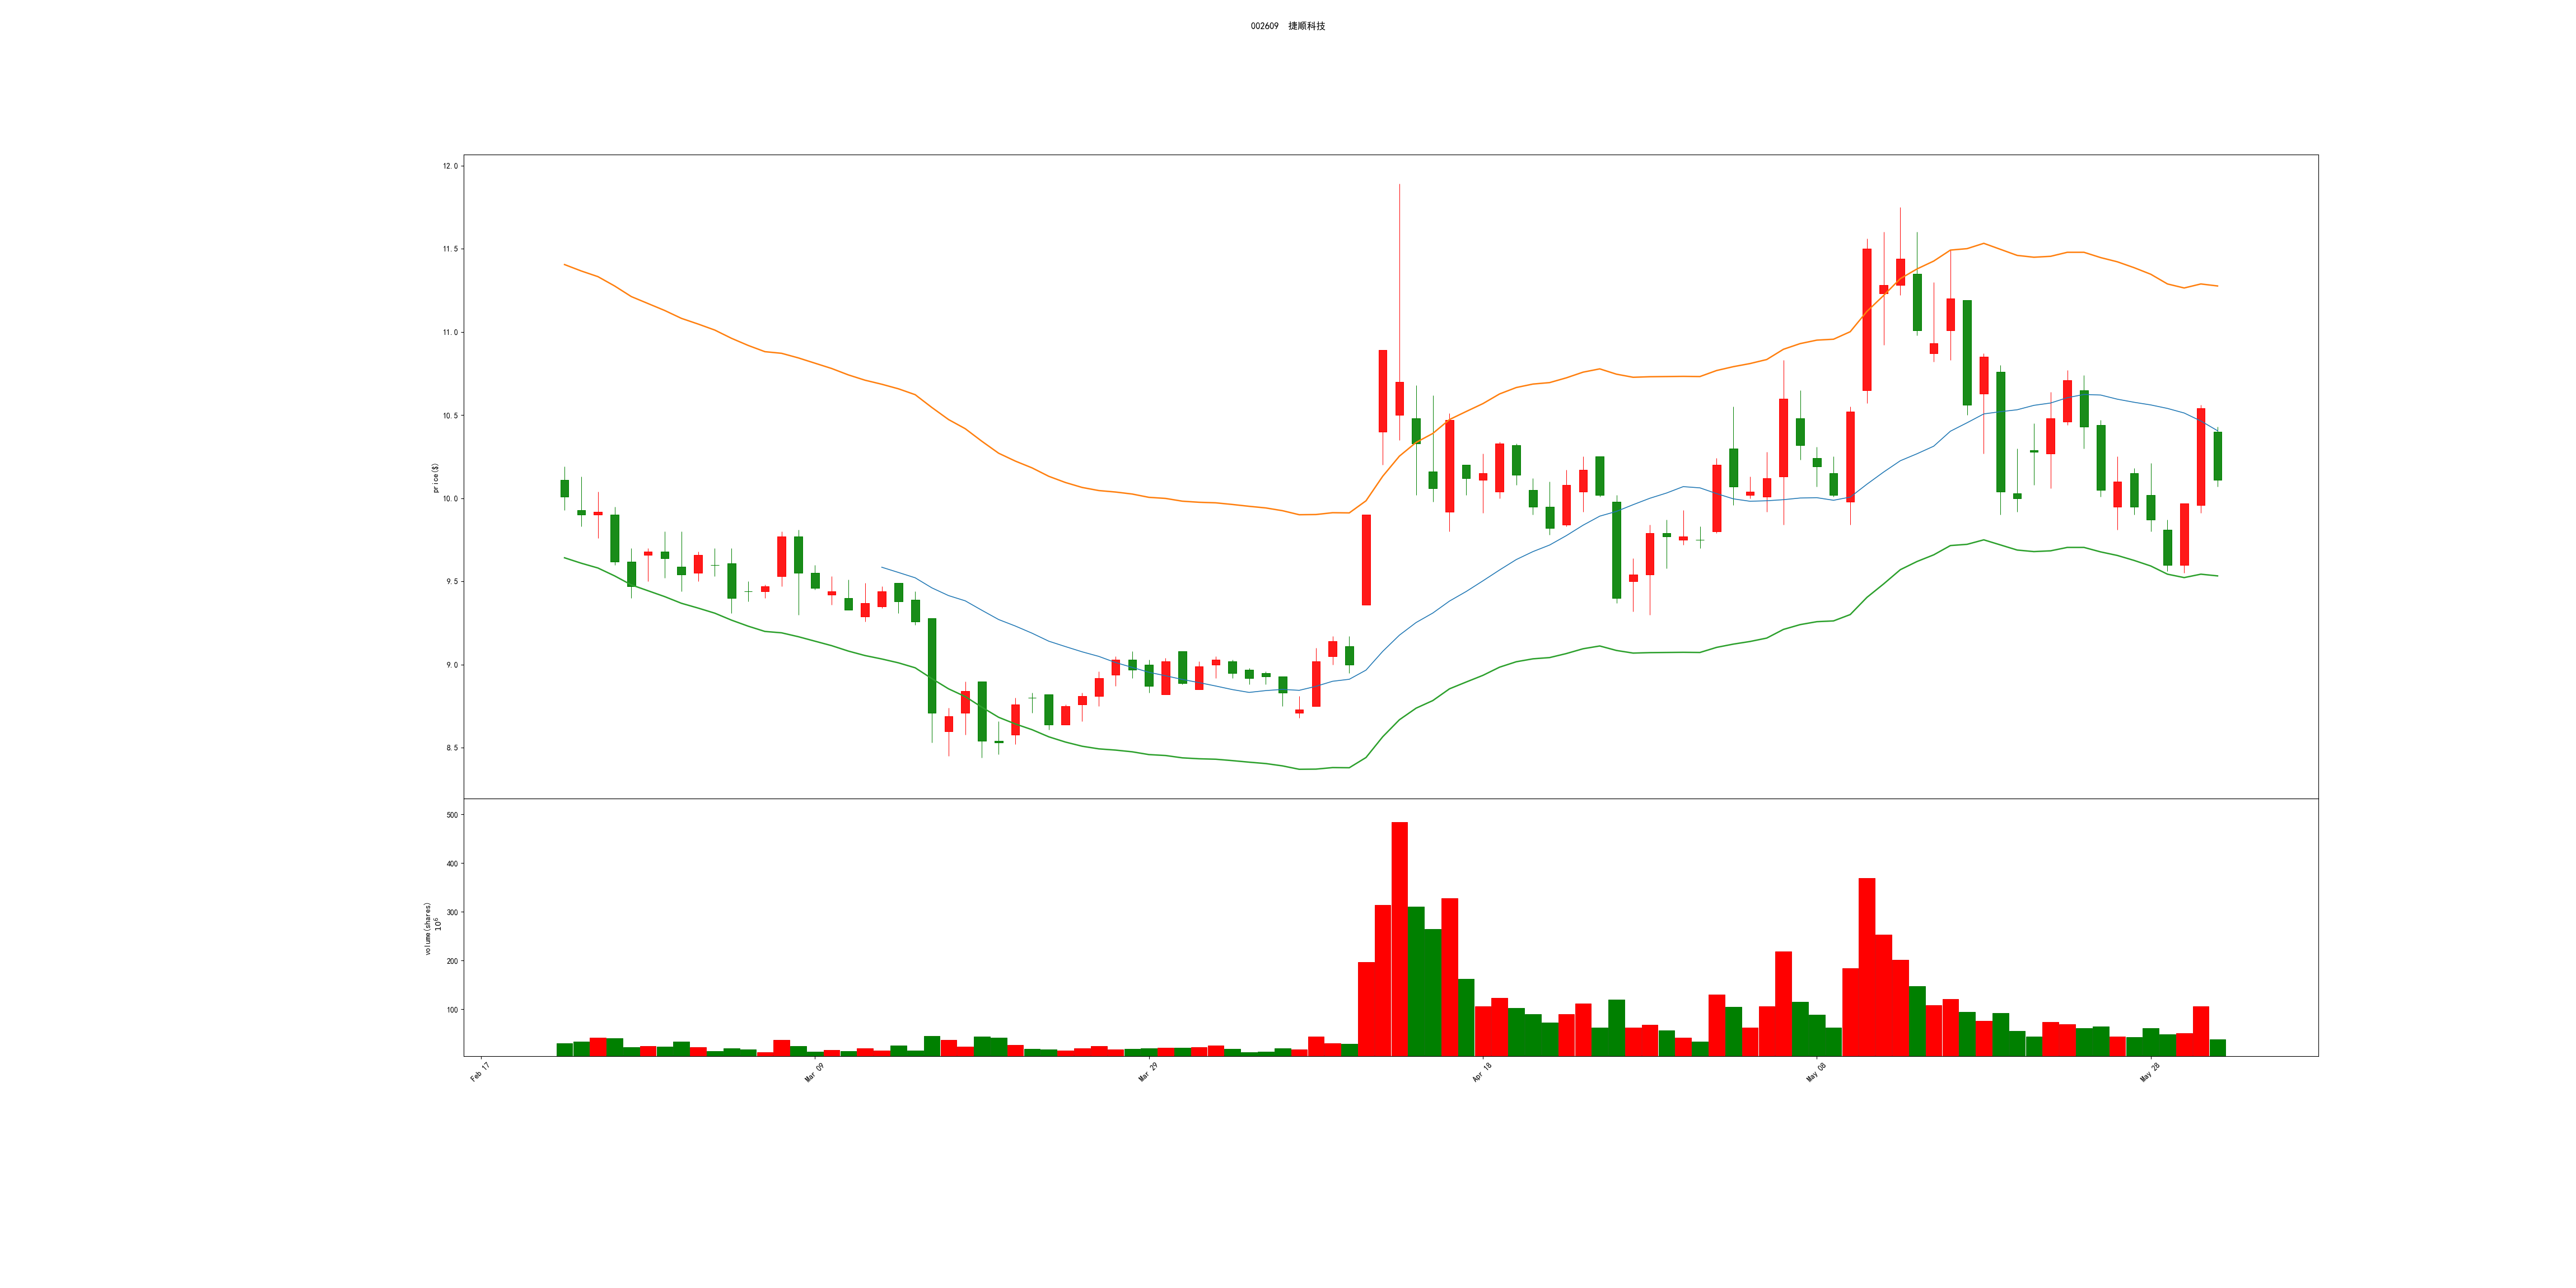 002609 捷顺科技
12.0
11.5
11.0
10.5
10.0
9.5
9.0
8.5
price($)
500
400
300
200
100
volume(shares)
10^6
Feb 17
Mar 09
Mar 29
Apr 18
May 08
May 28